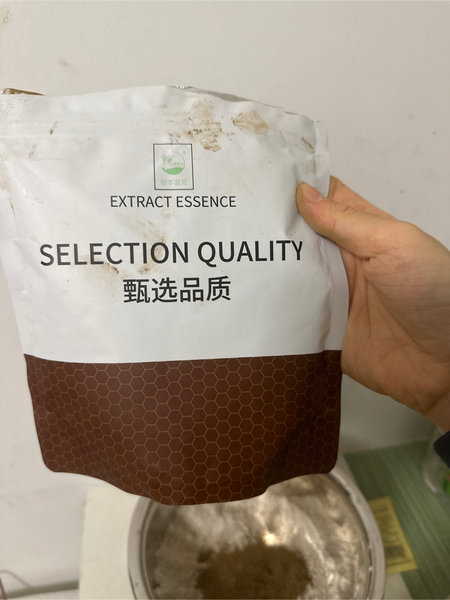 EXTRACT ESSENCE
SELECTION QUALITY
甄选品质